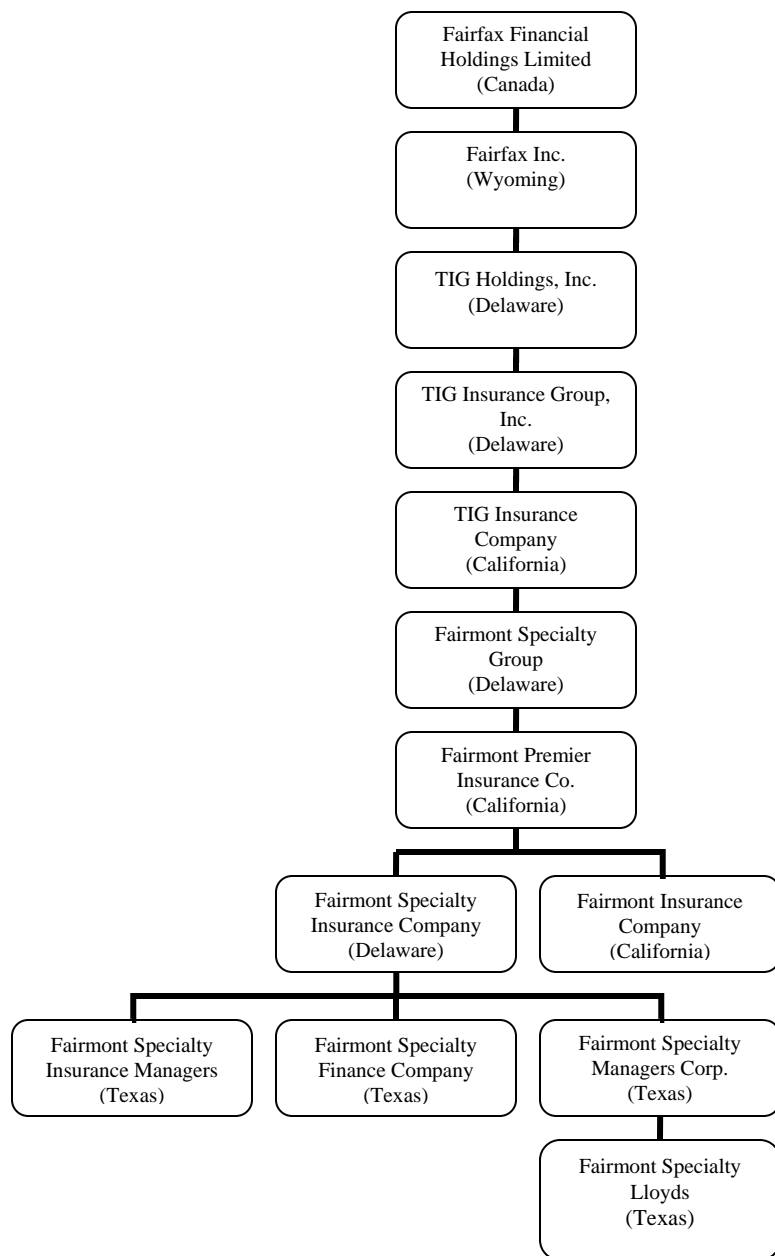 Fairfax Financial
Holdings Limited
(Canada)
Fairfax Inc.
(Wyoming)
TIG Holdings, Inc.
(Delaware)
TIG Insurance Group,
Inc.
(Delaware)
TIG Insurance
Company
(California)
Fairmont Specialty
Group
(Delaware)
Fairmont Premier
Insurance Co.
(California)
Fairmont Specialty
Insurance Company
(Delaware)
Fairmont Insurance
Company
(California)
Fairmont Specialty
Insurance Managers
(Texas)
Fairmont Specialty
Finance Company
(Texas)
Fairmont Specialty
Managers Corp.
(Texas)
Fairmont Specialty
Lloyds
(Texas)